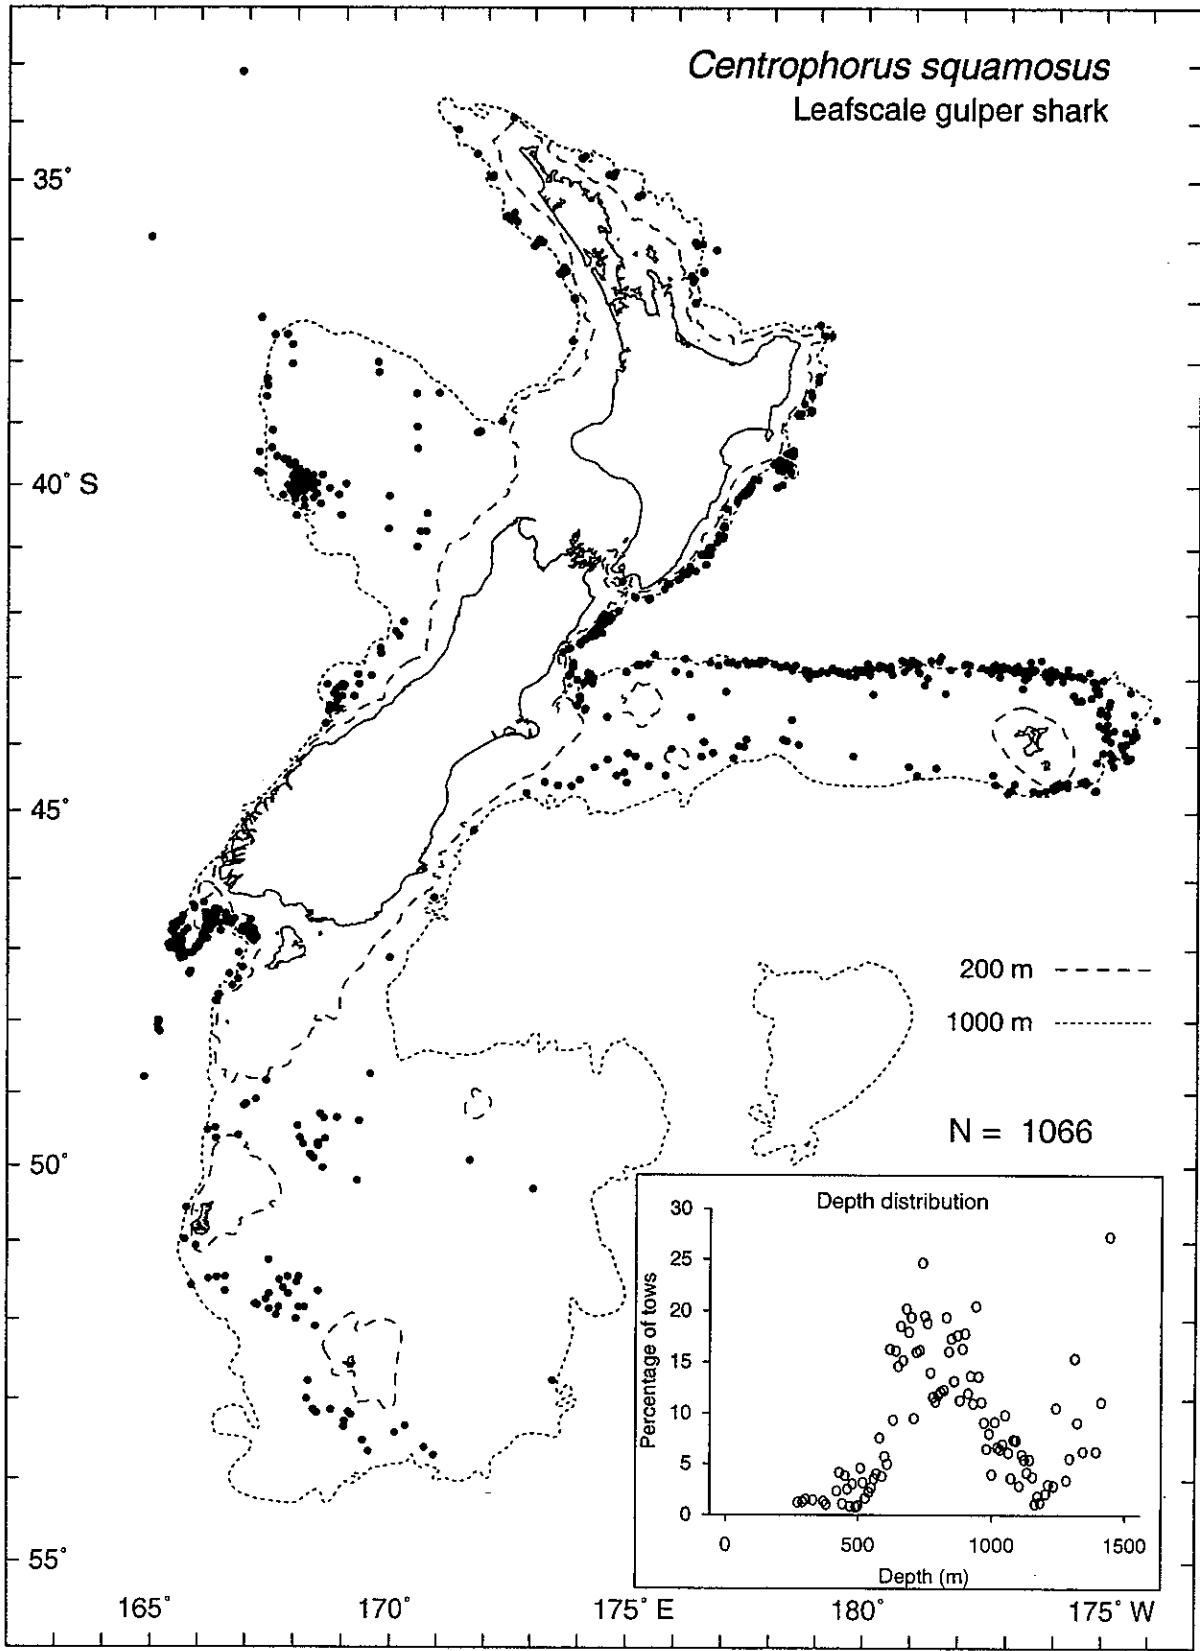 Centrophorus squamosus
Leafscale gulper shark
35°
40° S
45°
200 m
1000 m
N = 1066
50°
Depth distribution
30
25
20
15
10
5
0
Percentage of tows
0 500 1000 1500
Depth (m)
55°
165° 170° 175° E 180° 175° W